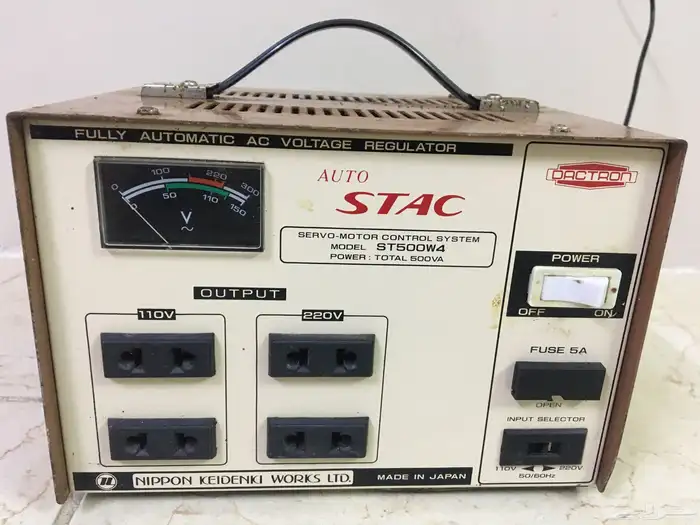 FULLY AUTOMATIC AC VOLTAGE REGULATOR
0 100 220 300
0 50 110 150
V
~
AUTO
STAC
SERVO-MOTOR CONTROL SYSTEM
MODEL ST500W4
POWER : TOTAL 500VA
DACTRON
POWER
OFF ON
FUSE 5A
OPEN
INPUT SELECTOR
110V 220V
50/60Hz
OUTPUT
110V 220V
NIPPON KEIDENKI WORKS LTD.
MADE IN JAPAN